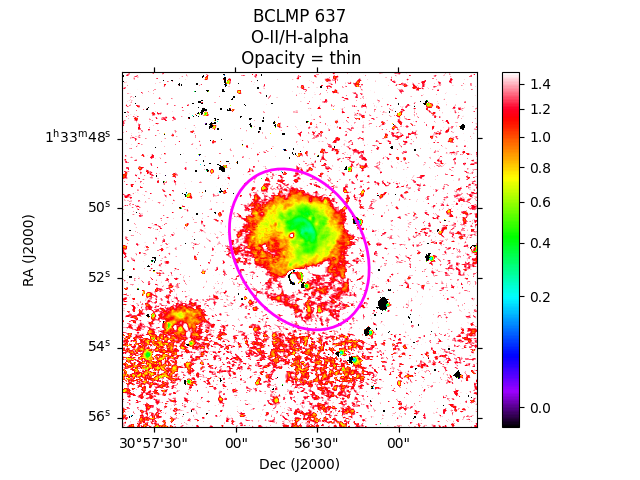 BCLMP 637
O-II/H-alpha
Opacity = thin
1ʰ33ᵐ48ˢ
50ˢ
52ˢ
54ˢ
56ˢ
RA (J2000)
30°57'30" 00" 56'30" 00"
Dec (J2000)
1.4
1.2
1.0
0.8
0.6
0.4
0.2
0.0